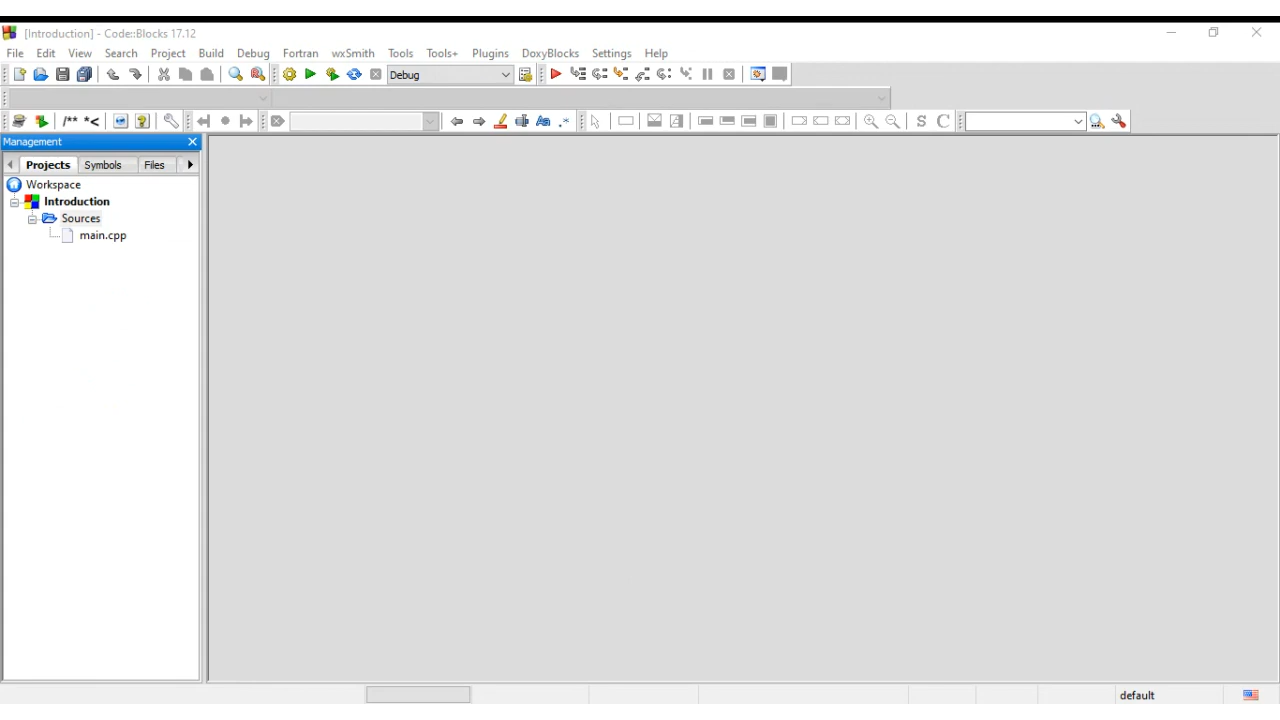 [Introduction] - Code::Blocks 17.12
File Edit View Search Project Build Debug Fortran wxSmith Tools Tools+ Plugins DoxyBlocks Settings Help
Debug
/** *< .* S C
Management
Projects Symbols Files
Workspace
Introduction
Sources
main.cpp
default